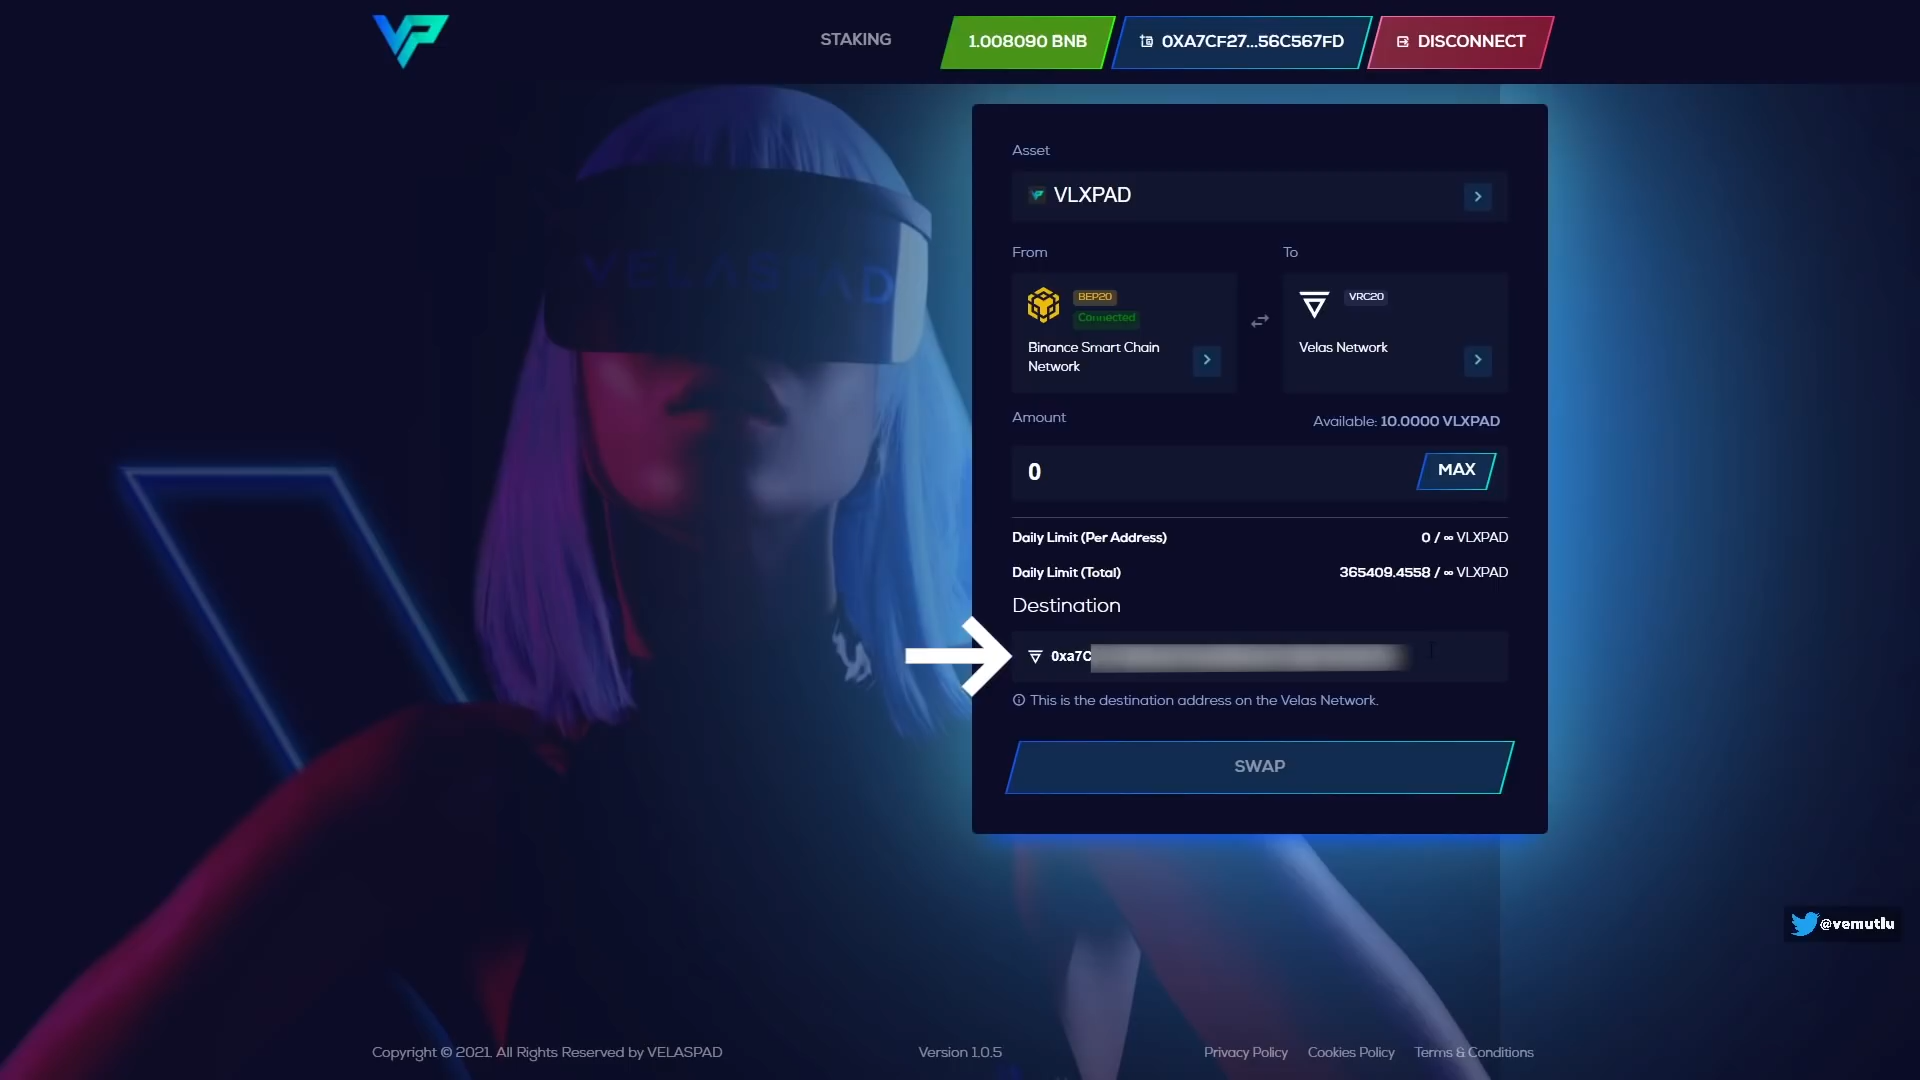 STAKING
1.008090 BNB
0XA7CF27...56C567FD
DISCONNECT
VELASPAD
Asset
VLXPAD
From
To
BEP20
Connected
Binance Smart Chain
Network
VRC20
Velas Network
Amount
Available: 10.0000 VLXPAD
0
MAX
Daily Limit (Per Address)
0 / ∞ VLXPAD
Daily Limit (Total)
365409.4558 / ∞ VLXPAD
Destination
0xa7C
This is the destination address on the Velas Network.
SWAP
@vemutlu
Copyright © 2021. All Rights Reserved by VELASPAD
Version 1.0.5
Privacy Policy
Cookies Policy
Terms & Conditions